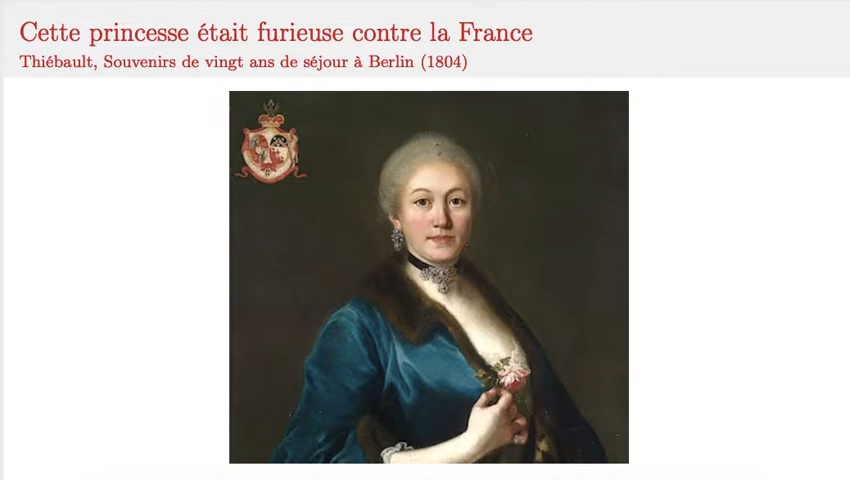 Cette princesse était furieuse contre la France
Thiébault, Souvenirs de vingt ans de séjour à Berlin (1804)